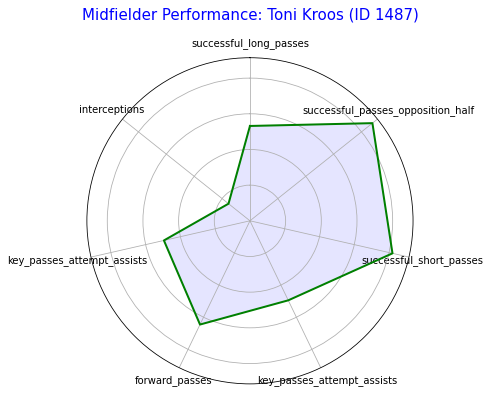 Midfielder Performance: Toni Kroos (ID 1487)
successful_long_passes
successful_passes_opposition_half
interceptions
key_passes_attempt_assists
successful_short_passes
forward_passes
key_passes_attempt_assists